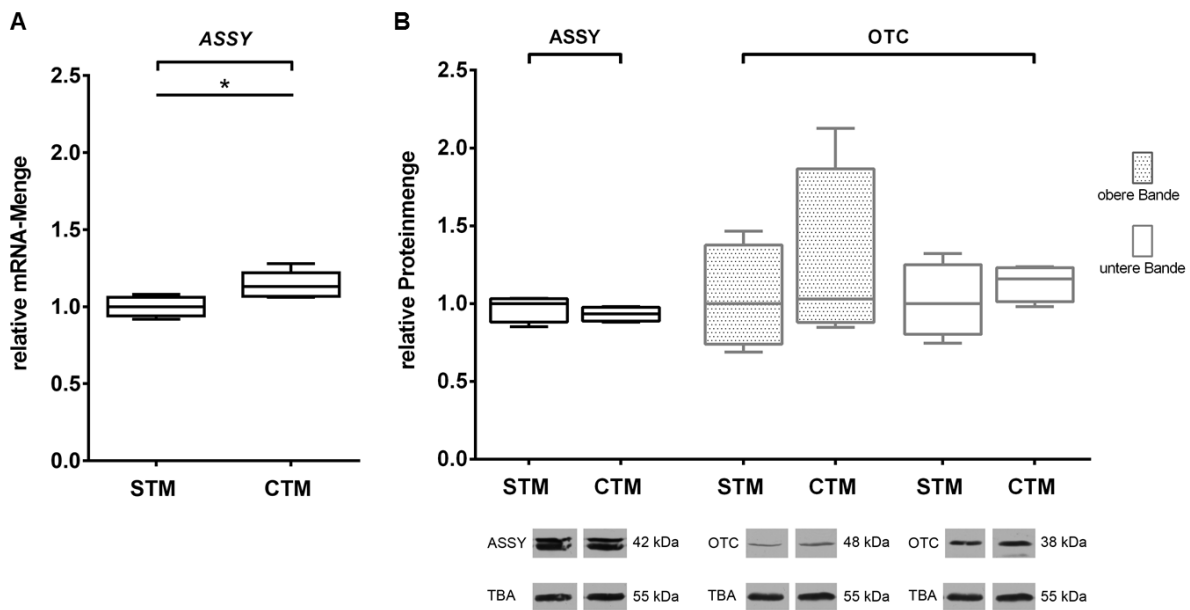 A
ASSY
*
relative mRNA-Menge
2.5
2.0
1.5
1.0
0.5
0.0
STM CTM
B
ASSY OTC
relative Proteinmenge
2.5
2.0
1.5
1.0
0.5
0.0
STM CTM STM CTM STM CTM
obere Bande
untere Bande
ASSY 42 kDa OTC 48 kDa OTC 38 kDa
TBA 55 kDa TBA 55 kDa TBA 55 kDa